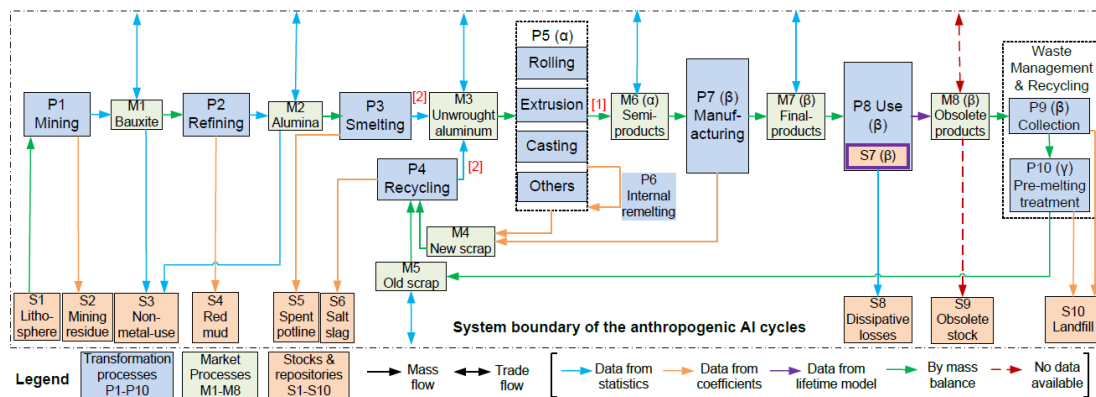 P5 (α)
Rolling
Extrusion
Casting
Others
Waste
Management
& Recycling
P1
Mining
M1
Bauxite
P2
Refining
M2
Alumina
P3
Smelting
[2]
M3
Unwrought
aluminum
[1]
M6 (α)
Semi-
products
P7 (β)
Manuf-
acturing
M7 (β)
Final-
products
P8 Use
(β)
S7 (β)
M8 (β)
Obsolete
products
P9 (β)
Collection
P10 (γ)
Pre-melting
treatment
P4
Recycling
[2]
P6
Internal
remelting
M4
New scrap
M5
Old scrap
S1
Litho-
sphere
S2
Mining
residue
S3
Non-
metal-use
S4
Red
mud
S5
Spent
potline
S6
Salt
slag
System boundary of the anthropogenic Al cycles
S8
Dissipative
losses
S9
Obsolete
stock
S10
Landfill
Legend
Transformation
processes
P1-P10
Market
Processes
M1-M8
Stocks &
repositories
S1-S10
Mass
flow
Trade
flow
Data from
statistics
Data from
coefficients
Data from
lifetime model
By mass
balance
No data
available